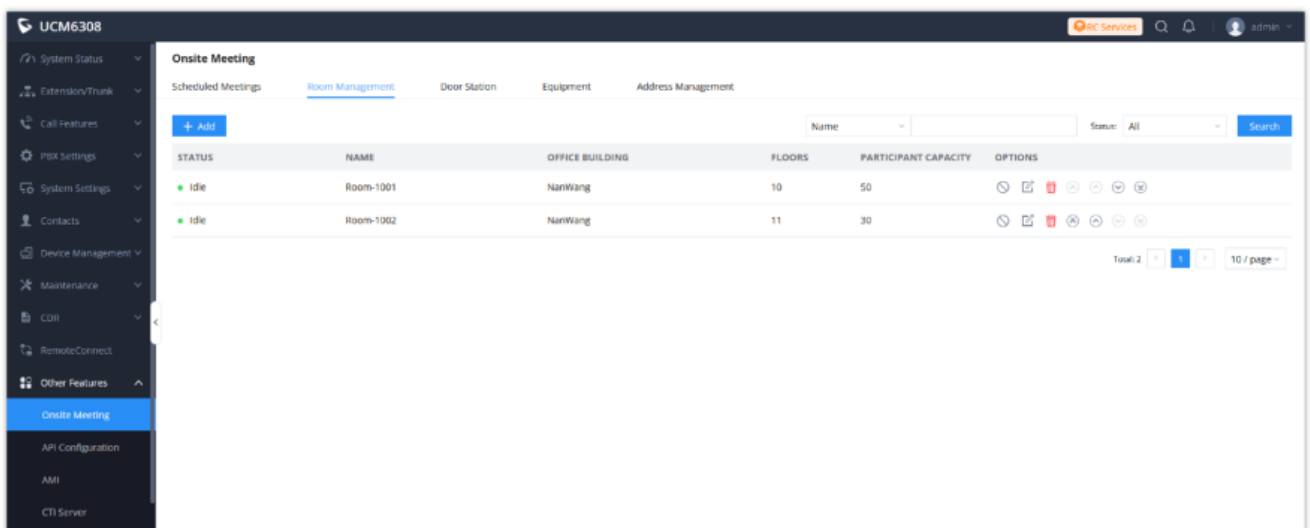 UCM6308
RC Services
admin
System Status
Extension/Trunk
Call Features
PBX Settings
System Settings
Contacts
Device Management
Maintenance
CDR
RemoteConnect
Other Features
Onsite Meeting
API Configuration
AMI
CTI Server
Onsite Meeting
Scheduled Meetings Room Management Door Station Equipment Address Management
+ Add Name Status: All Search
STATUS NAME OFFICE BUILDING FLOORS PARTICIPANT CAPACITY OPTIONS
Idle Room-1001 NanWang 10 50
Idle Room-1002 NanWang 11 30
Total: 2 < 1 > 10 / page